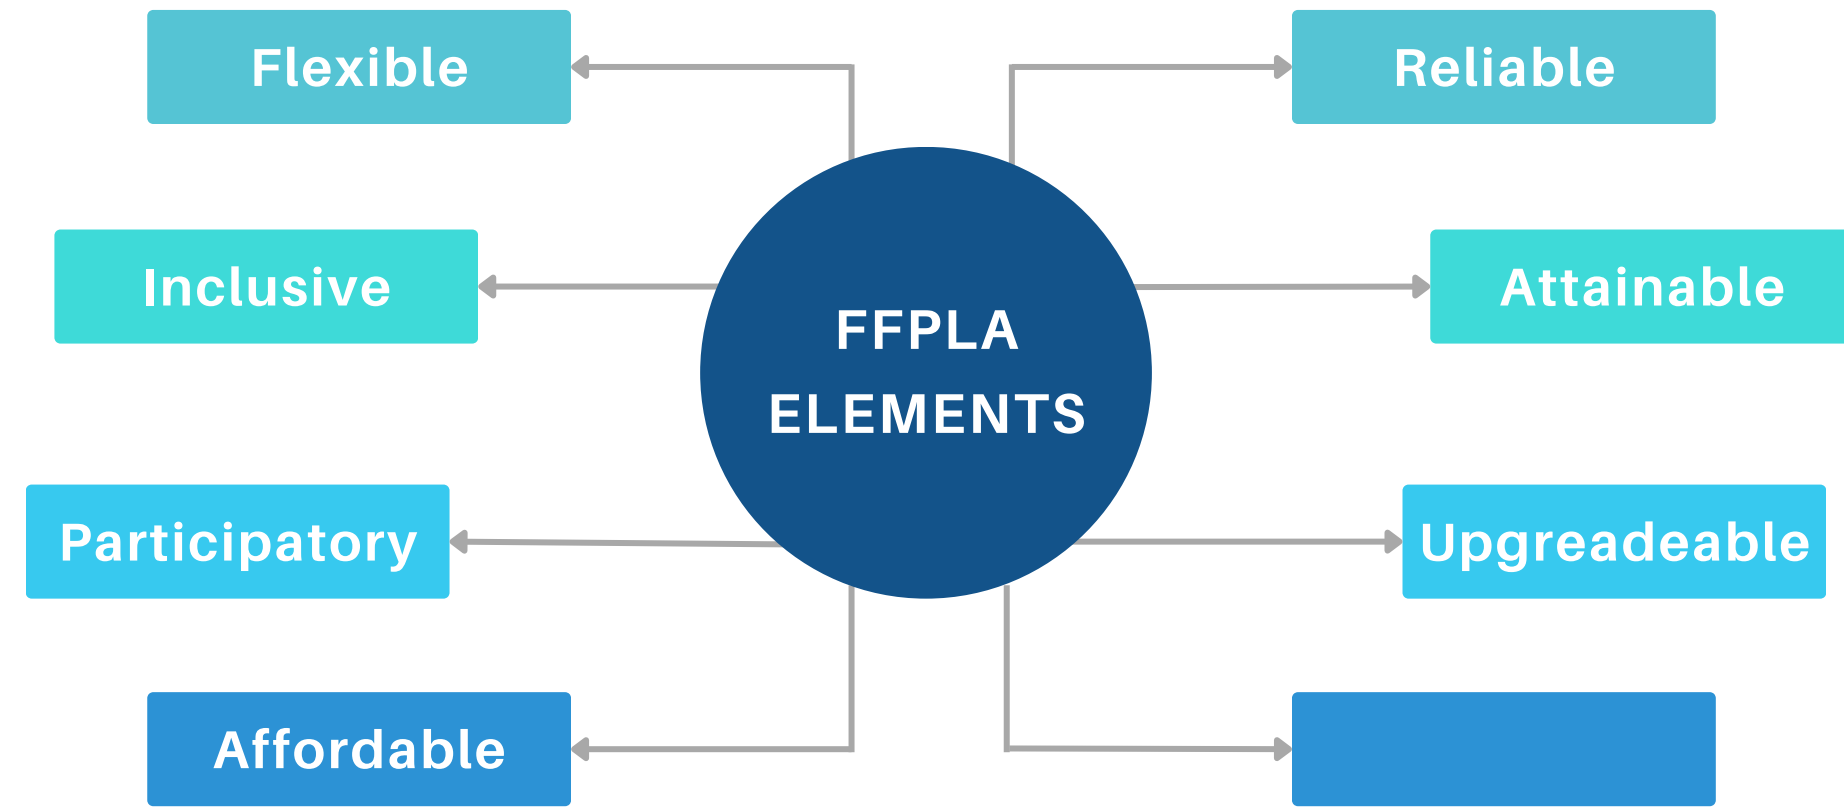 Flexible
Reliable
Inclusive
Attainable
FFPLA
ELEMENTS
Participatory
Upgreadeable
Affordable